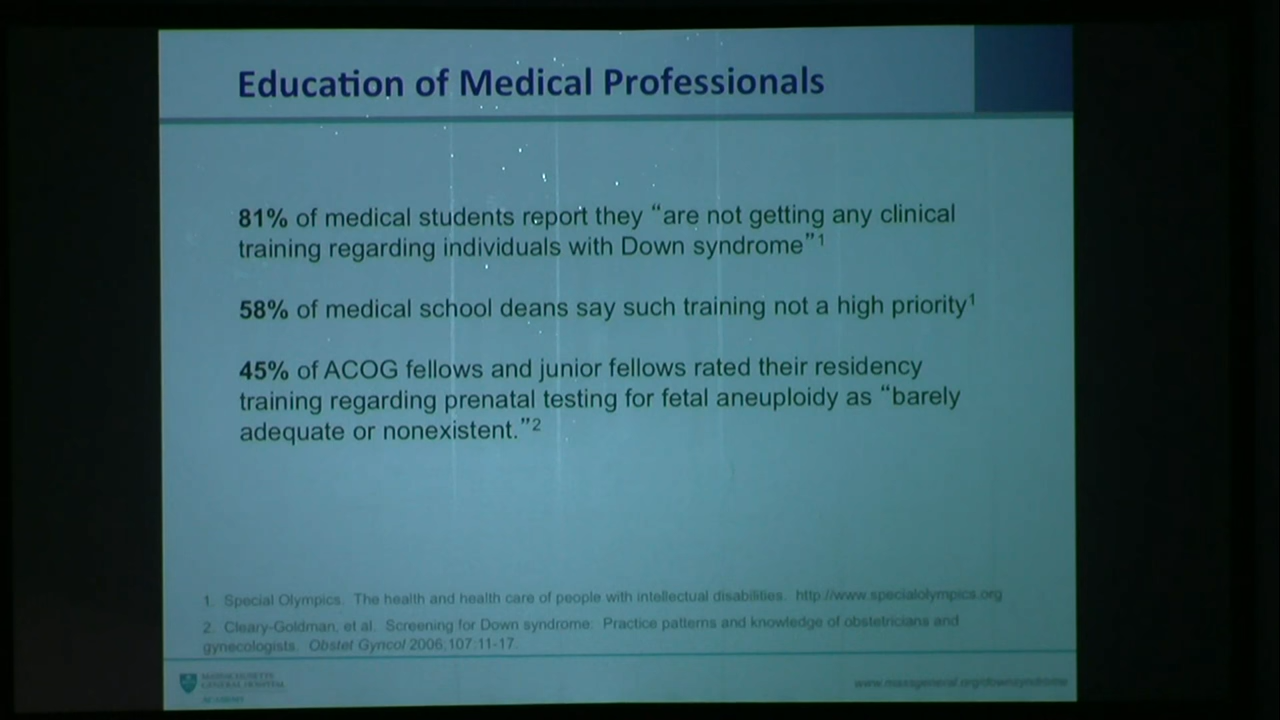 Education of Medical Professionals
81% of medical students report they “are not getting any clinical
training regarding individuals with Down syndrome”1
58% of medical school deans say such training not a high priority1
45% of ACOG fellows and junior fellows rated their residency
training regarding prenatal testing for fetal aneuploidy as “barely
adequate or nonexistent.”2
1. Special Olympics. The health and health care of people with intellectual disabilities. http://www.specialolympics.org
2. Cleary-Goldman, et al. Screening for Down syndrome: Practice patterns and knowledge of obstetricians and
gynecologists. Obstet Gyncol 2006;107:11-17.
MASSACHUSETTS
GENERAL HOSPITAL
www.massgeneral.org/downsyndrome